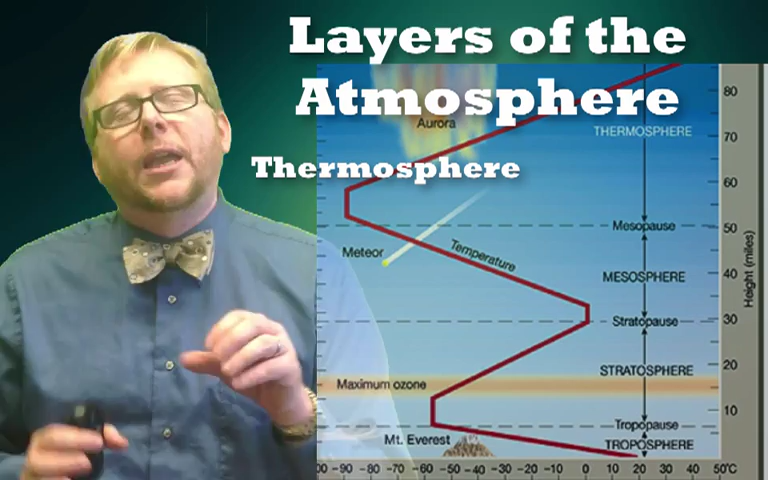 Layers of the
Atmosphere
Thermosphere
Aurora
THERMOSPHERE
Mesopause
Meteor
Temperature
MESOSPHERE
Stratopause
STRATOSPHERE
Maximum ozone
Tropopause
Mt. Everest
TROPOSPHERE
80
70
60
50
40
30
20
10
Height (miles)
00 −90 −80 −70 −60 −50 −40 −30 −20 −10 0 10 20 30 40 50°C